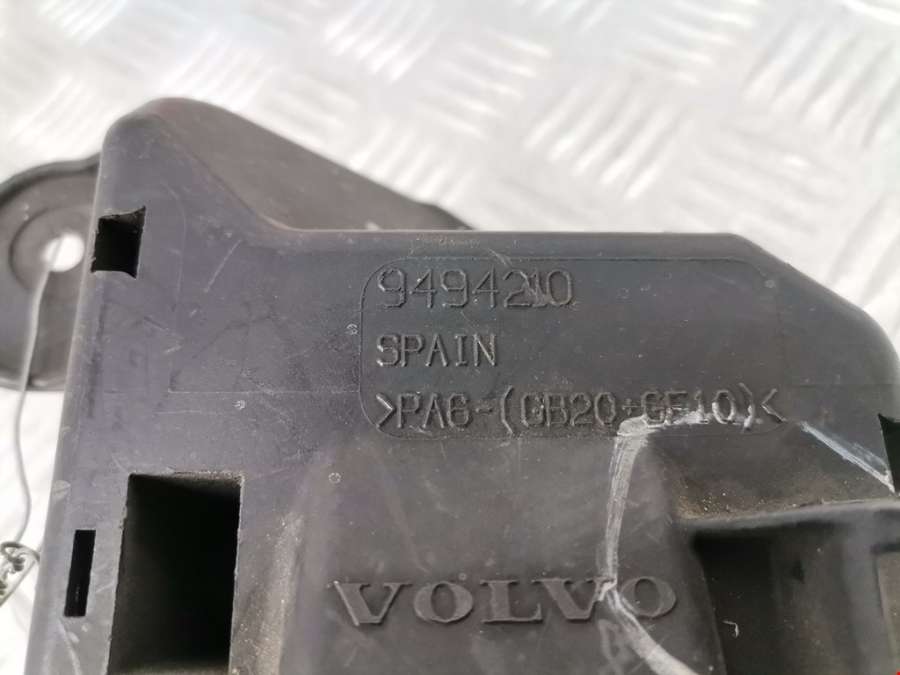 9494210
SPAIN
>PA6-(GB20+GF10)<
VOLVO